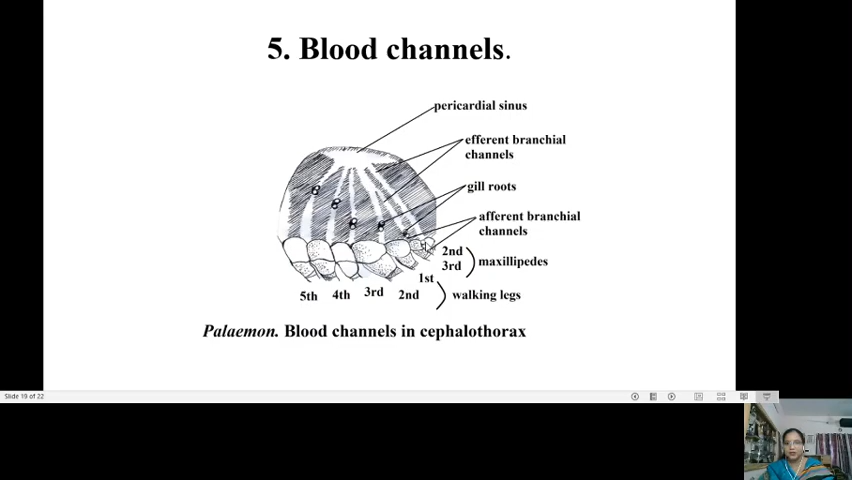 5. Blood channels.
pericardial sinus
efferent branchial
channels
gill roots
afferent branchial
channels
2nd
3rd
maxillipedes
1st
5th 4th 3rd 2nd
walking legs
Palaemon. Blood channels in cephalothorax
Slide 19 of 22